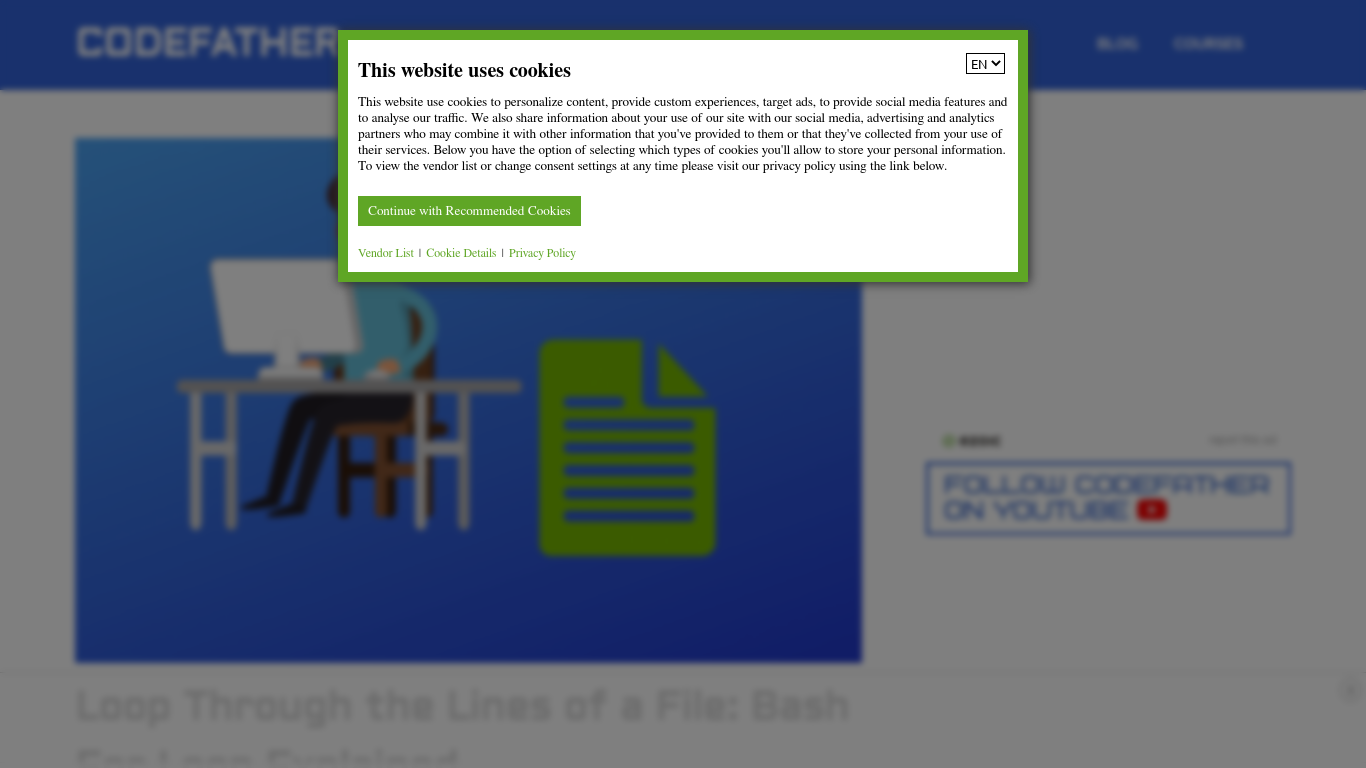 CODEFATHER
BLOG
COURSES
This website uses cookies
EN
This website use cookies to personalize content, provide custom experiences, target ads, to provide social media features and
to analyse our traffic. We also share information about your use of our site with our social media, advertising and analytics
partners who may combine it with other information that you've provided to them or that they've collected from your use of
their services. Below you have the option of selecting which types of cookies you'll allow to store your personal information.
To view the vendor list or change consent settings at any time please visit our privacy policy using the link below.
Continue with Recommended Cookies
Vendor List | Cookie Details | Privacy Policy
report this ad
FOLLOW CODEFATHER
ON YOUTUBE
Loop Through the Lines of a File: Bash
For Loop Explained